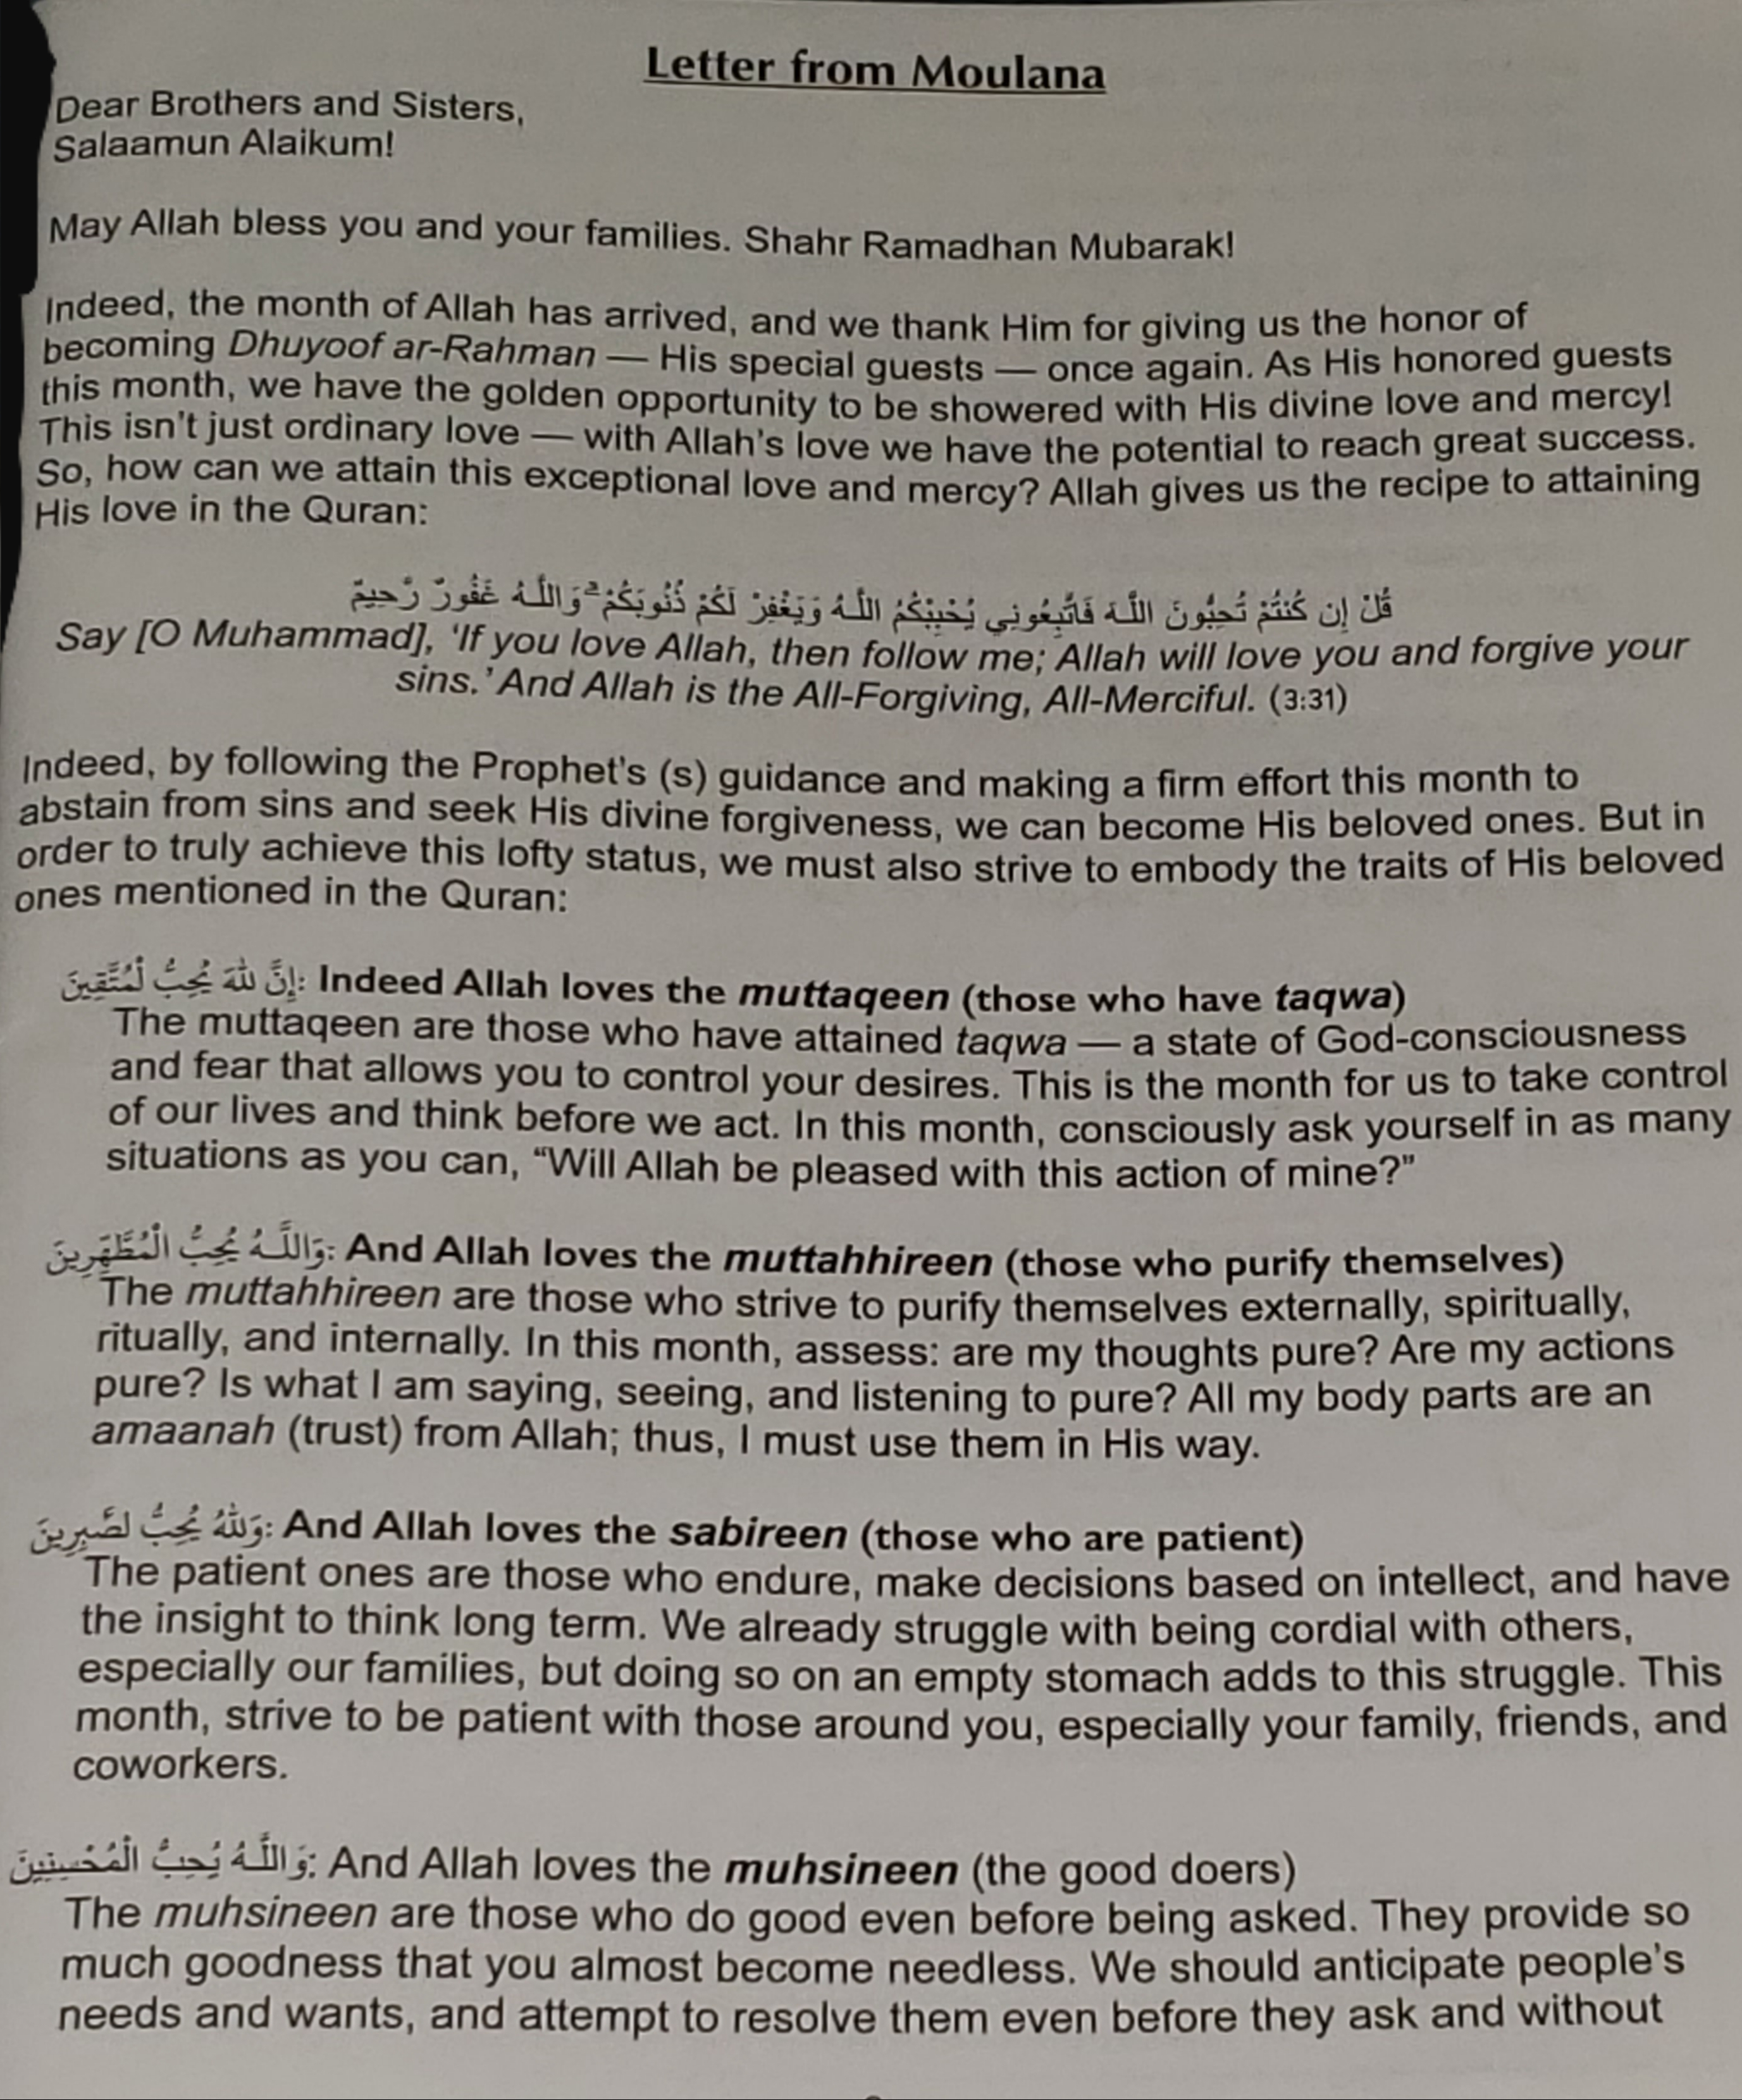 Letter from Moulana
Dear Brothers and Sisters,
Salaamun Alaikum!
May Allah bless you and your families. Shahr Ramadhan Mubarak!
Indeed, the month of Allah has arrived, and we thank Him for giving us the honor of
becoming Dhuyoof ar-Rahman — His special guests — once again. As His honored guests
this month, we have the golden opportunity to be showered with His divine love and mercy!
This isn't just ordinary love — with Allah's love we have the potential to reach great success.
So, how can we attain this exceptional love and mercy? Allah gives us the recipe to attaining
His love in the Quran:
قُلْ إِن كُنتُمْ تُحِبُّونَ اللَّـهَ فَاتَّبِعُونِي يُحْبِبْكُمُ اللَّـهُ وَيَغْفِرْ لَكُمْ ذُنُوبَكُمْ ۗ وَاللَّـهُ غَفُورٌ رَّحِيمٌ
Say [O Muhammad], ‘If you love Allah, then follow me; Allah will love you and forgive your
sins.’ And Allah is the All-Forgiving, All-Merciful. (3:31)
Indeed, by following the Prophet's (s) guidance and making a firm effort this month to
abstain from sins and seek His divine forgiveness, we can become His beloved ones. But in
order to truly achieve this lofty status, we must also strive to embody the traits of His beloved
ones mentioned in the Quran:
إِنَّ للهَ يُحِبُّ لْمُتَّقِينَ: Indeed Allah loves the muttaqeen (those who have taqwa)
The muttaqeen are those who have attained taqwa — a state of God-consciousness
and fear that allows you to control your desires. This is the month for us to take control
of our lives and think before we act. In this month, consciously ask yourself in as many
situations as you can, “Will Allah be pleased with this action of mine?”
وَاللَّـهُ يُحِبُّ الْمُطَّهِّرِينَ: And Allah loves the muttahhireen (those who purify themselves)
The muttahhireen are those who strive to purify themselves externally, spiritually,
ritually, and internally. In this month, assess: are my thoughts pure? Are my actions
pure? Is what I am saying, seeing, and listening to pure? All my body parts are an
amaanah (trust) from Allah; thus, I must use them in His way.
وَللهُ يُحِبُّ لصَّبِرِينَ: And Allah loves the sabireen (those who are patient)
The patient ones are those who endure, make decisions based on intellect, and have
the insight to think long term. We already struggle with being cordial with others,
especially our families, but doing so on an empty stomach adds to this struggle. This
month, strive to be patient with those around you, especially your family, friends, and
coworkers.
وَاللَّـهُ يُحِبُّ الْمُحْسِنِينَ: And Allah loves the muhsineen (the good doers)
The muhsineen are those who do good even before being asked. They provide so
much goodness that you almost become needless. We should anticipate people's
needs and wants, and attempt to resolve them even before they ask and without